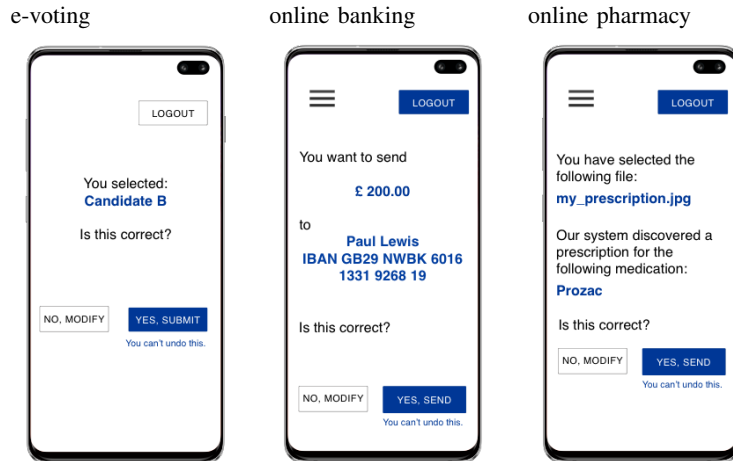 e-voting
LOGOUT
You selected:
Candidate B
Is this correct?
NO, MODIFY
YES, SUBMIT
You can't undo this.
online banking
LOGOUT
You want to send
£ 200.00
to
Paul Lewis
IBAN GB29 NWBK 6016
1331 9268 19
Is this correct?
NO, MODIFY
YES, SEND
You can't undo this.
online pharmacy
LOGOUT
You have selected the
following file:
my_prescription.jpg
Our system discovered a
prescription for the
following medication:
Prozac
Is this correct?
NO, MODIFY
YES, SEND
You can't undo this.